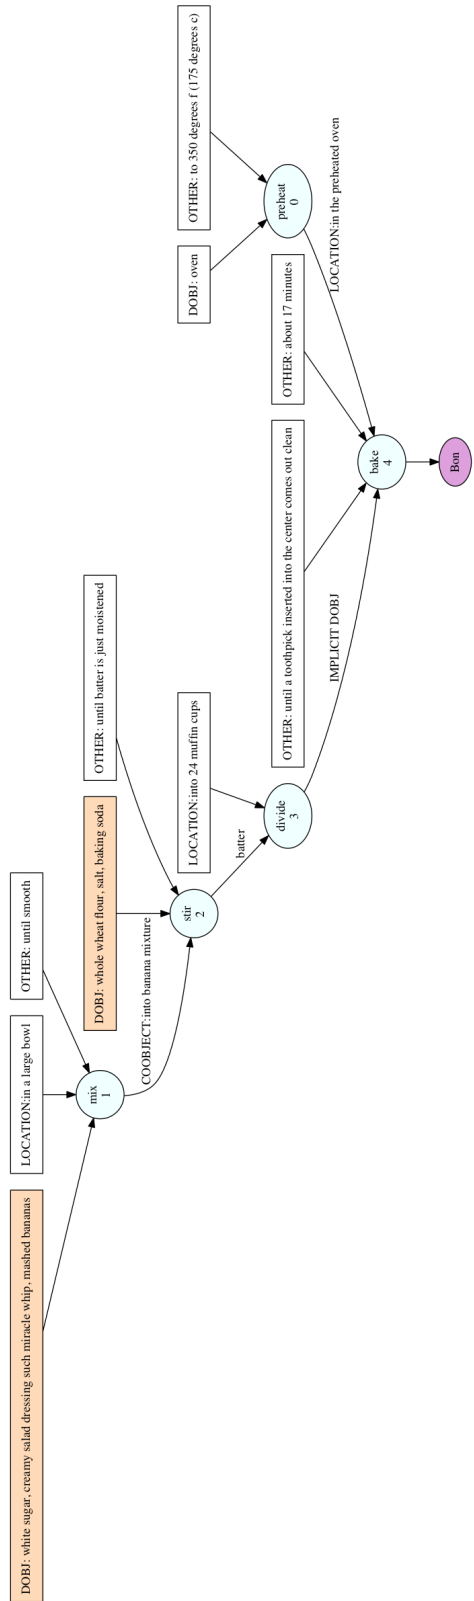 DOBJ: white sugar, creamy salad dressing such miracle whip, mashed bananas
LOCATION:in a large bowl
OTHER: until smooth
mix
1
DOBJ: whole wheat flour, salt, baking soda
OTHER: until batter is just moistened
COOBJECT:into banana mixture
stir
2
LOCATION:into 24 muffin cups
DOBJ: oven
OTHER: to 350 degrees f (175 degrees c)
batter
divide
3
preheat
0
OTHER: until a toothpick inserted into the center comes out clean
OTHER: about 17 minutes
IMPLICIT DOBJ
LOCATION:in the preheated oven
bake
4
Bon